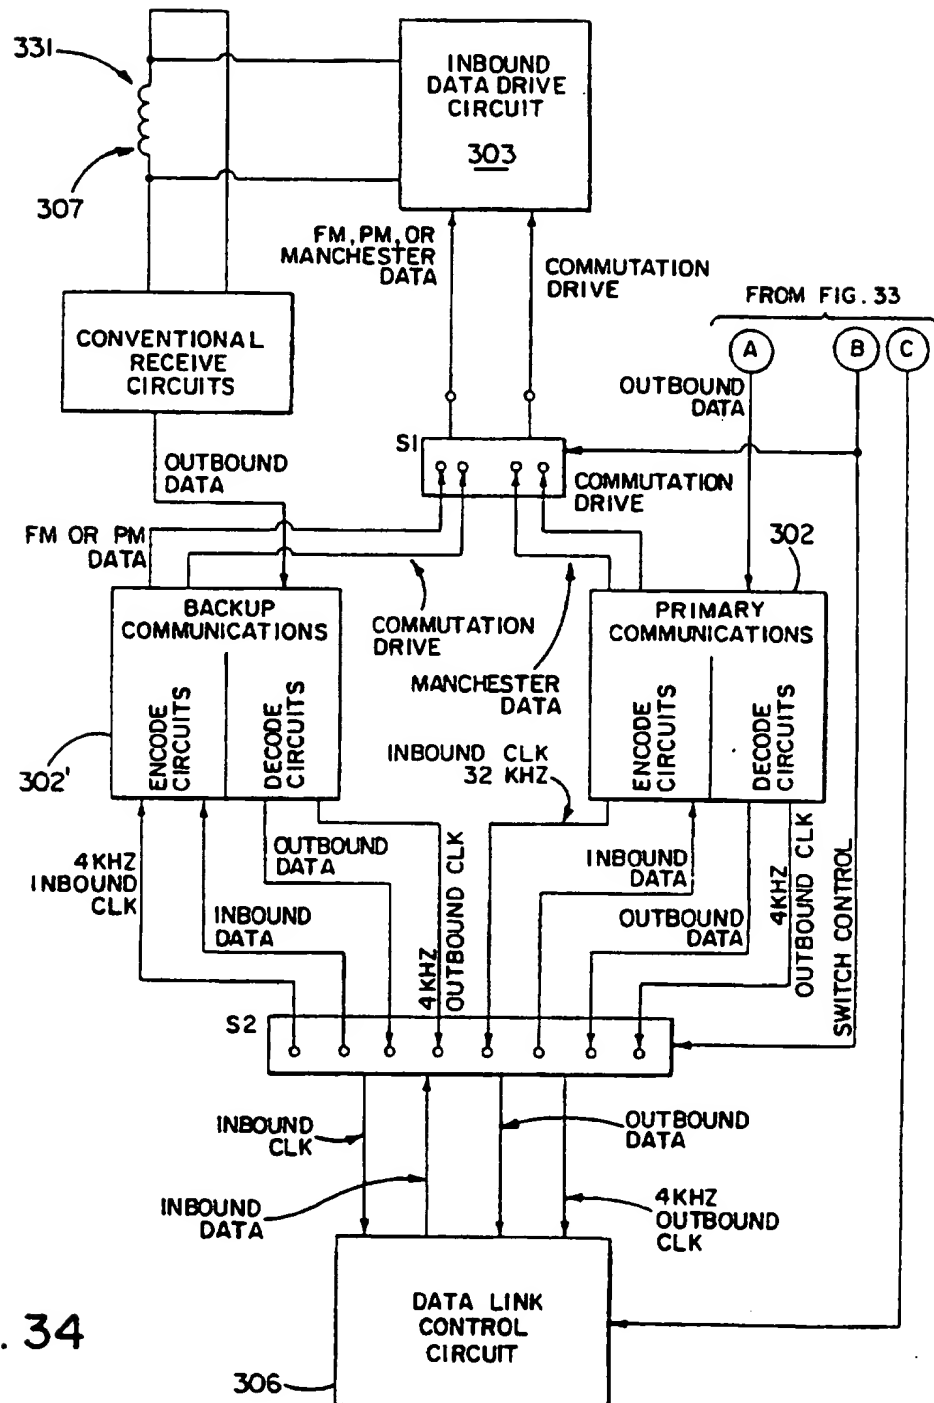 331
INBOUND
DATA DRIVE
CIRCUIT
303
307
FM, PM, OR
MANCHESTER
DATA
COMMUTATION
DRIVE
FROM FIG. 33
A
B
C
CONVENTIONAL
RECEIVE
CIRCUITS
OUTBOUND
DATA
S1
OUTBOUND
DATA
COMMUTATION
DRIVE
FM OR PM
DATA
302
BACKUP
COMMUNICATIONS
ENCODE
CIRCUITS
DECODE
CIRCUITS
302'
COMMUTATION
DRIVE
MANCHESTER
DATA
PRIMARY
COMMUNICATIONS
ENCODE
CIRCUITS
DECODE
CIRCUITS
INBOUND CLK
32 KHZ
4KHZ
INBOUND
CLK
INBOUND
DATA
OUTBOUND
DATA
4KHZ
OUTBOUND CLK
INBOUND
DATA
OUTBOUND
DATA
4KHZ
OUTBOUND CLK
SWITCH CONTROL
S2
INBOUND
CLK
INBOUND
DATA
OUTBOUND
DATA
4KHZ
OUTBOUND
CLK
DATA LINK
CONTROL
CIRCUIT
306
. 34